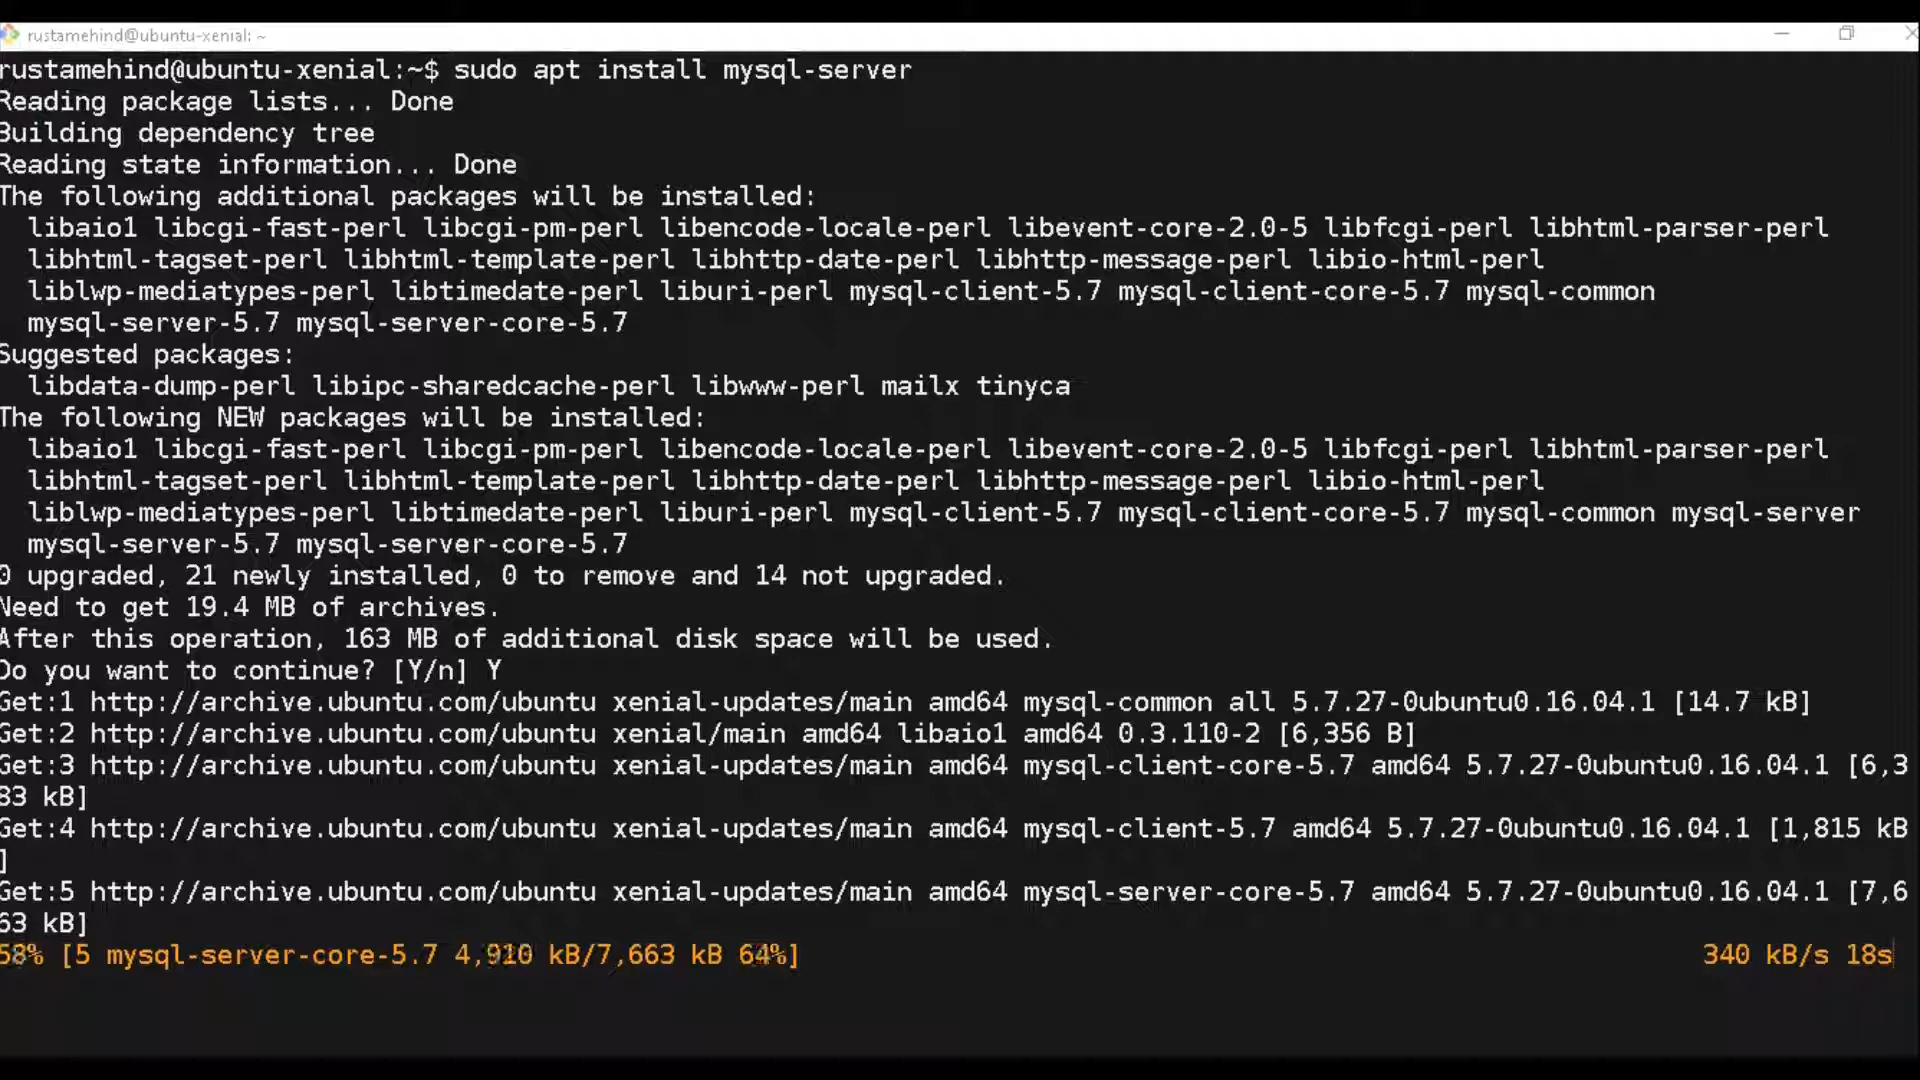 rustamehind@ubuntu-xenial: ~
rustamehind@ubuntu-xenial:~$ sudo apt install mysql-server
Reading package lists... Done
Building dependency tree
Reading state information... Done
The following additional packages will be installed:
libaio1 libcgi-fast-perl libcgi-pm-perl libencode-locale-perl libevent-core-2.0-5 libfcgi-perl libhtml-parser-perl
libhtml-tagset-perl libhtml-template-perl libhttp-date-perl libhttp-message-perl libio-html-perl
liblwp-mediatypes-perl libtimedate-perl liburi-perl mysql-client-5.7 mysql-client-core-5.7 mysql-common
mysql-server-5.7 mysql-server-core-5.7
Suggested packages:
libdata-dump-perl libipc-sharedcache-perl libwww-perl mailx tinyca
The following NEW packages will be installed:
libaio1 libcgi-fast-perl libcgi-pm-perl libencode-locale-perl libevent-core-2.0-5 libfcgi-perl libhtml-parser-perl
libhtml-tagset-perl libhtml-template-perl libhttp-date-perl libhttp-message-perl libio-html-perl
liblwp-mediatypes-perl libtimedate-perl liburi-perl mysql-client-5.7 mysql-client-core-5.7 mysql-common mysql-server
mysql-server-5.7 mysql-server-core-5.7
0 upgraded, 21 newly installed, 0 to remove and 14 not upgraded.
Need to get 19.4 MB of archives.
After this operation, 163 MB of additional disk space will be used.
Do you want to continue? [Y/n] Y
Get:1 http://archive.ubuntu.com/ubuntu xenial-updates/main amd64 mysql-common all 5.7.27-0ubuntu0.16.04.1 [14.7 kB]
Get:2 http://archive.ubuntu.com/ubuntu xenial/main amd64 libaio1 amd64 0.3.110-2 [6,356 B]
Get:3 http://archive.ubuntu.com/ubuntu xenial-updates/main amd64 mysql-client-core-5.7 amd64 5.7.27-0ubuntu0.16.04.1 [6,3
83 kB]
Get:4 http://archive.ubuntu.com/ubuntu xenial-updates/main amd64 mysql-client-5.7 amd64 5.7.27-0ubuntu0.16.04.1 [1,815 kB
]
Get:5 http://archive.ubuntu.com/ubuntu xenial-updates/main amd64 mysql-server-core-5.7 amd64 5.7.27-0ubuntu0.16.04.1 [7,6
63 kB]
58% [5 mysql-server-core-5.7 4,920 kB/7,663 kB 64%] 340 kB/s 18s